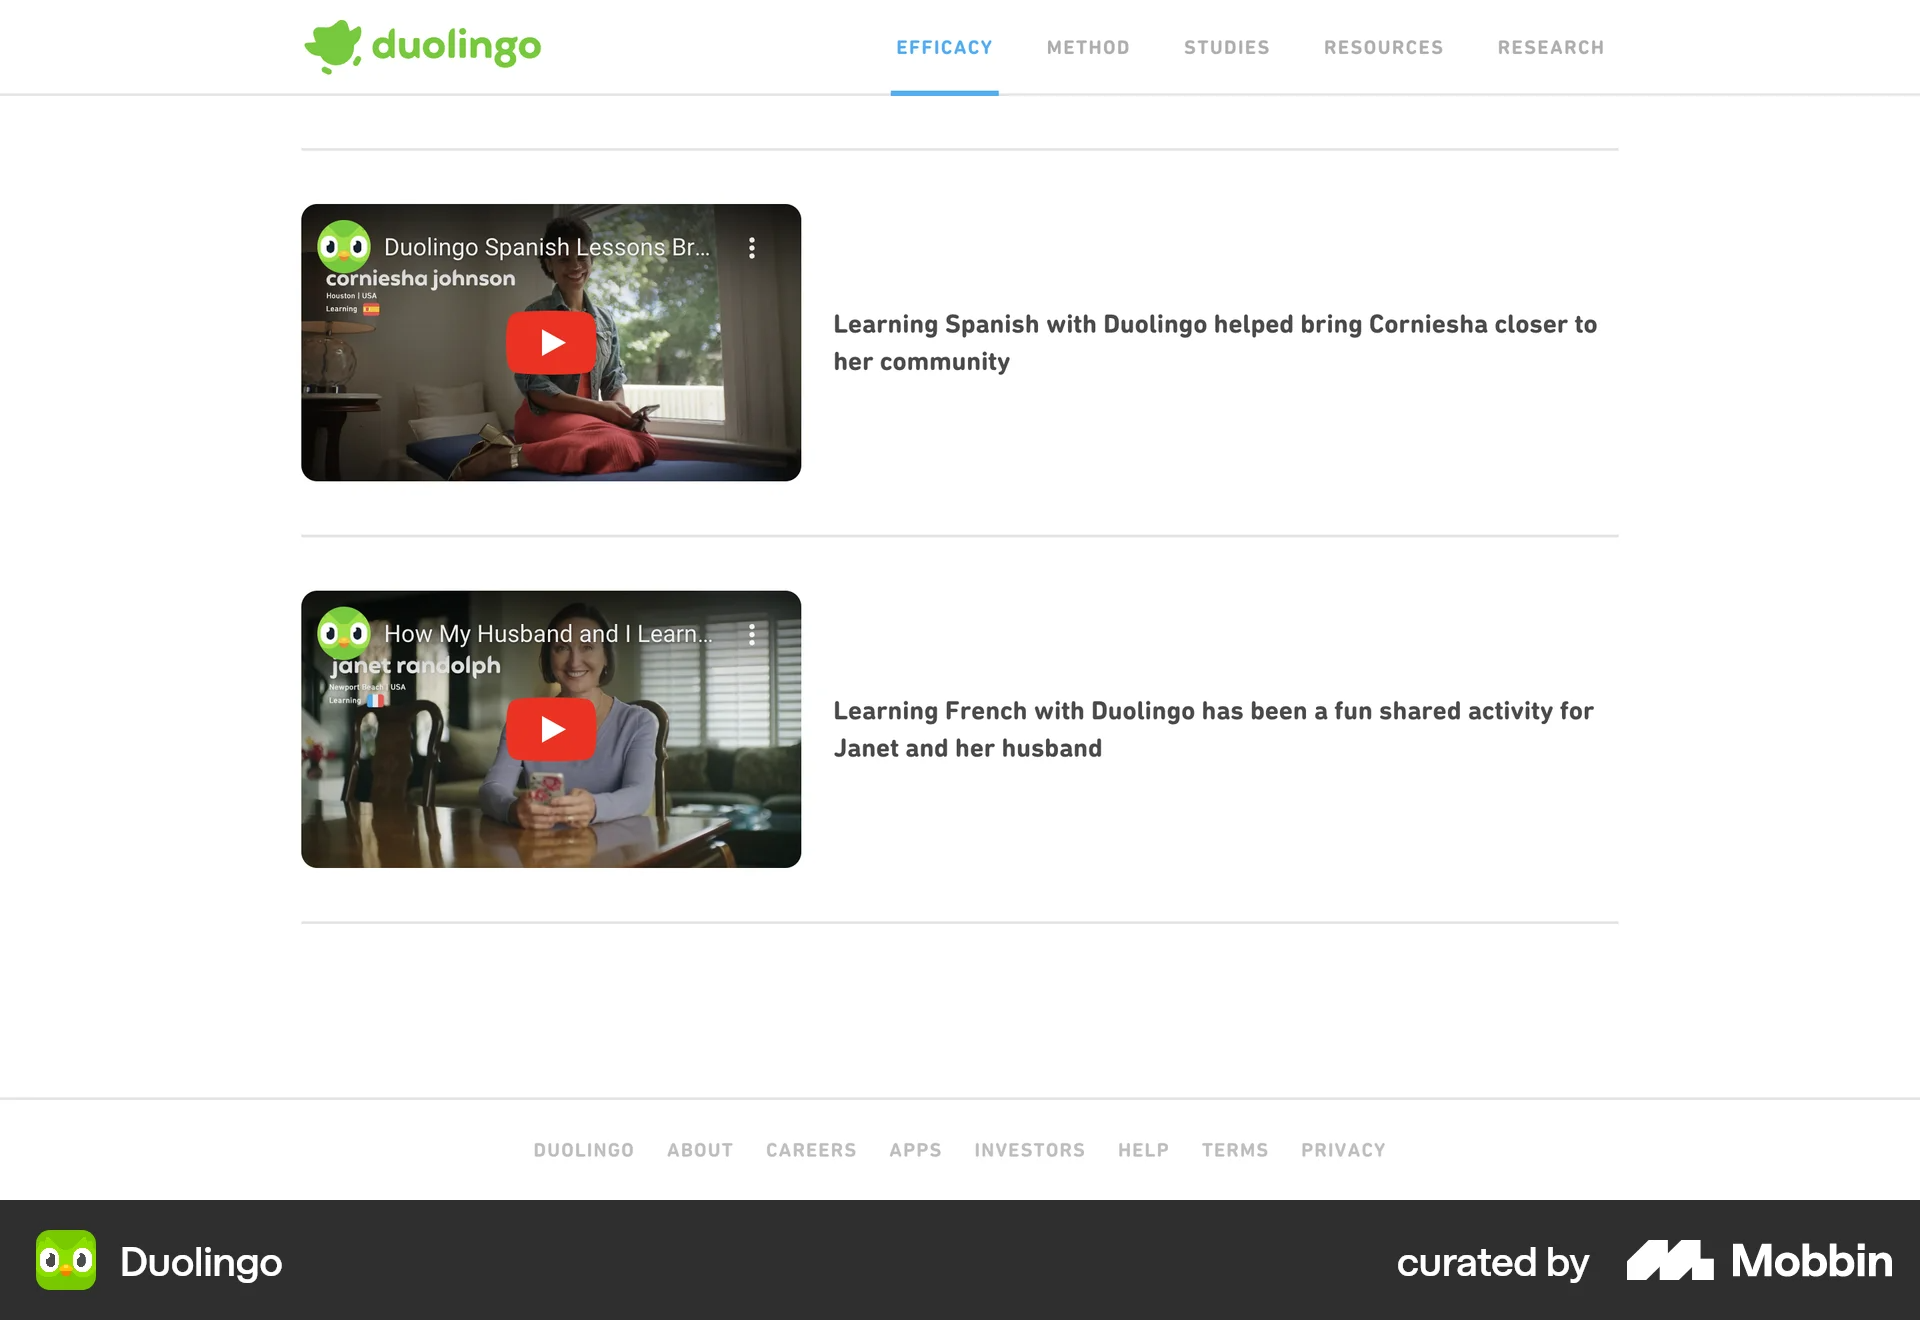 duolingo
EFFICACY
METHOD
STUDIES
RESOURCES
RESEARCH
Duolingo Spanish Lessons Br...
corniesha johnson
Houston | USA
Learning
Learning Spanish with Duolingo helped bring Corniesha closer to
her community
How My Husband and I Learn...
janet randolph
Newport Beach | USA
Learning
Learning French with Duolingo has been a fun shared activity for
Janet and her husband
DUOLINGO
ABOUT
CAREERS
APPS
INVESTORS
HELP
TERMS
PRIVACY
Duolingo
curated by
Mobbin